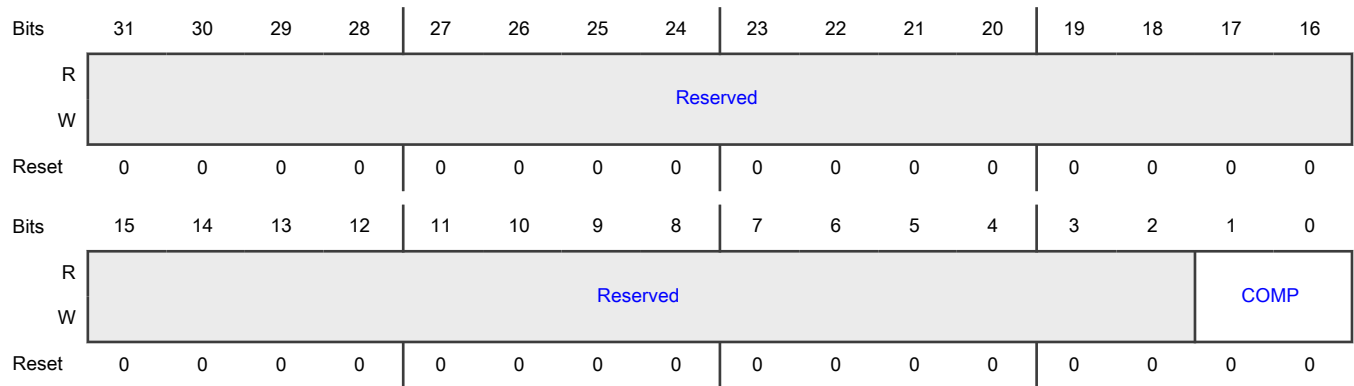 Bits 31 30 29 28 27 26 25 24 23 22 21 20 19 18 17 16
R
Reserved
W
Reset 0 0 0 0 0 0 0 0 0 0 0 0 0 0 0 0
Bits 15 14 13 12 11 10 9 8 7 6 5 4 3 2 1 0
R
Reserved COMP
W
Reset 0 0 0 0 0 0 0 0 0 0 0 0 0 0 0 0